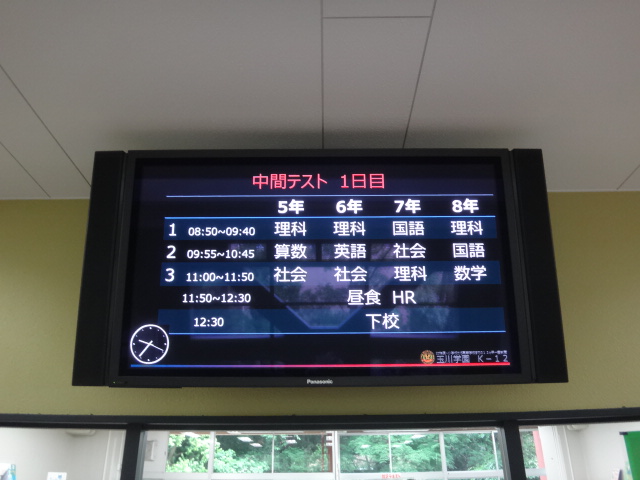 中間テスト 1日目
5年 6年 7年 8年
1 08:50~09:40 理科 理科 国語 理科
2 09:55~10:45 算数 英語 社会 国語
3 11:00~11:50 社会 社会 理科 数学
11:50~12:30 昼食 HR
12:30 下校
玉川学園 K-12
Panasonic